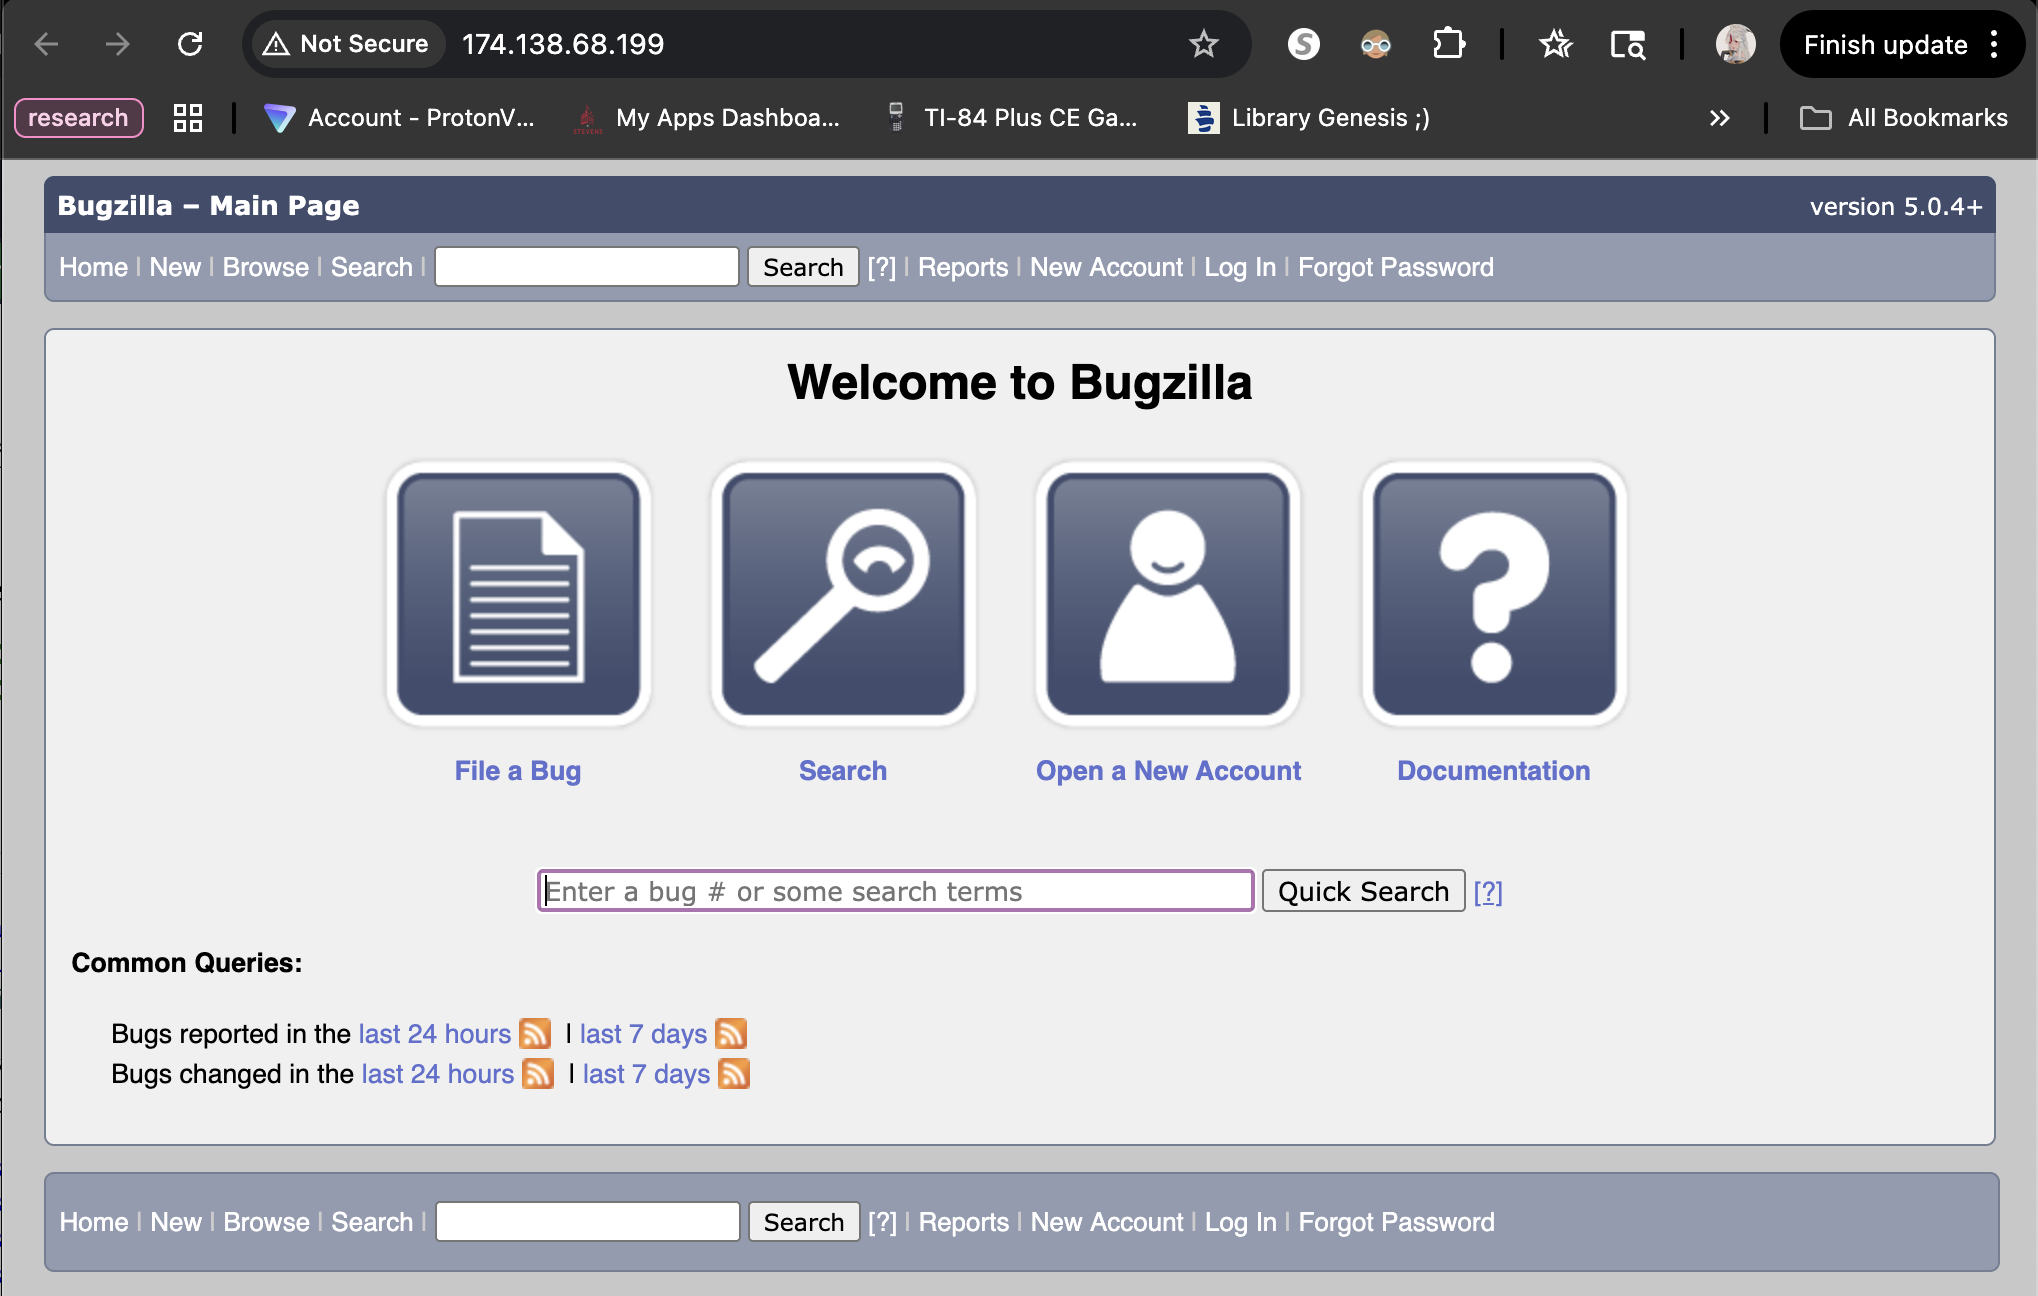 Not Secure 174.138.68.199 Finish update
research Account - ProtonV... My Apps Dashboa... TI-84 Plus CE Ga... Library Genesis ;) » All Bookmarks
Bugzilla – Main Page version 5.0.4+
Home | New | Browse | Search | Search [?] | Reports | New Account | Log In | Forgot Password
Welcome to Bugzilla
File a Bug Search Open a New Account Documentation
Enter a bug # or some search terms Quick Search [?]
Common Queries:
Bugs reported in the last 24 hours | last 7 days
Bugs changed in the last 24 hours | last 7 days
Home | New | Browse | Search | Search [?] | Reports | New Account | Log In | Forgot Password